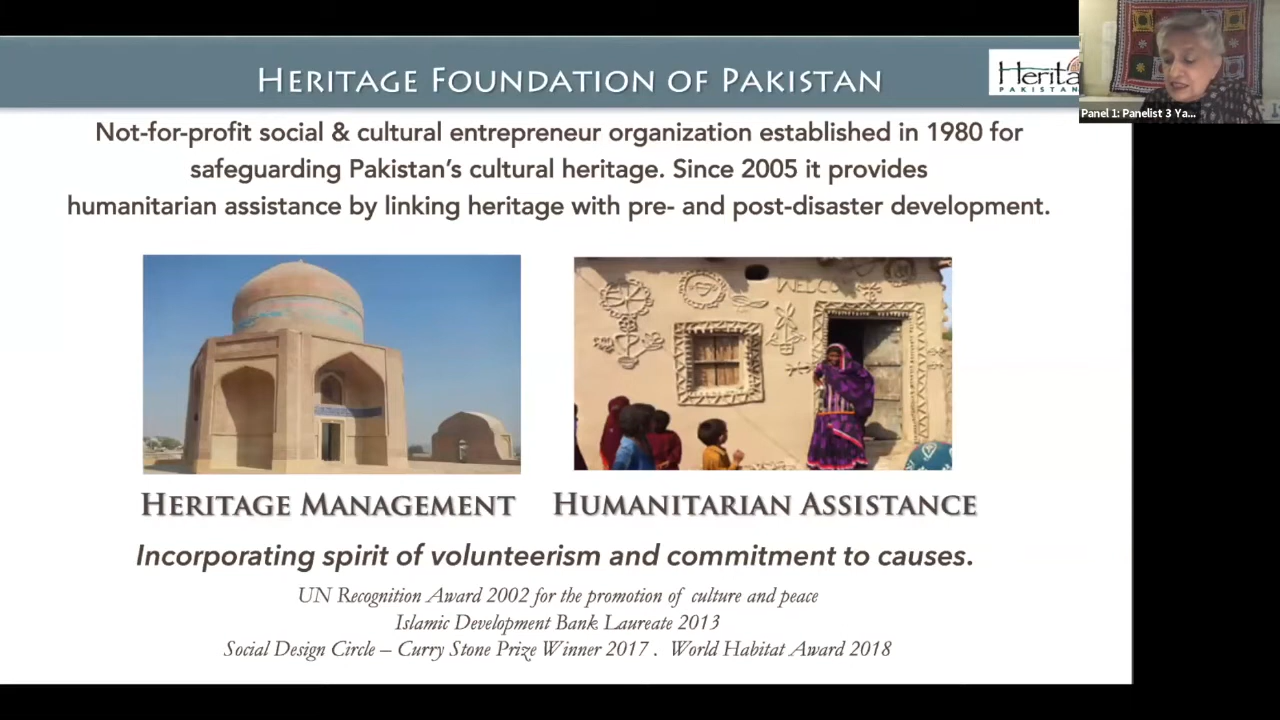 HERITAGE FOUNDATION OF PAKISTAN
Herita
PAKISTAN
Panel 1: Panelist 3 Ya...
Not-for-profit social & cultural entrepreneur organization established in 1980 for
safeguarding Pakistan's cultural heritage. Since 2005 it provides
humanitarian assistance by linking heritage with pre- and post-disaster development.
WELCO
HERITAGE MANAGEMENT
HUMANITARIAN ASSISTANCE
Incorporating spirit of volunteerism and commitment to causes.
UN Recognition Award 2002 for the promotion of culture and peace
Islamic Development Bank Laureate 2013
Social Design Circle – Curry Stone Prize Winner 2017 . World Habitat Award 2018